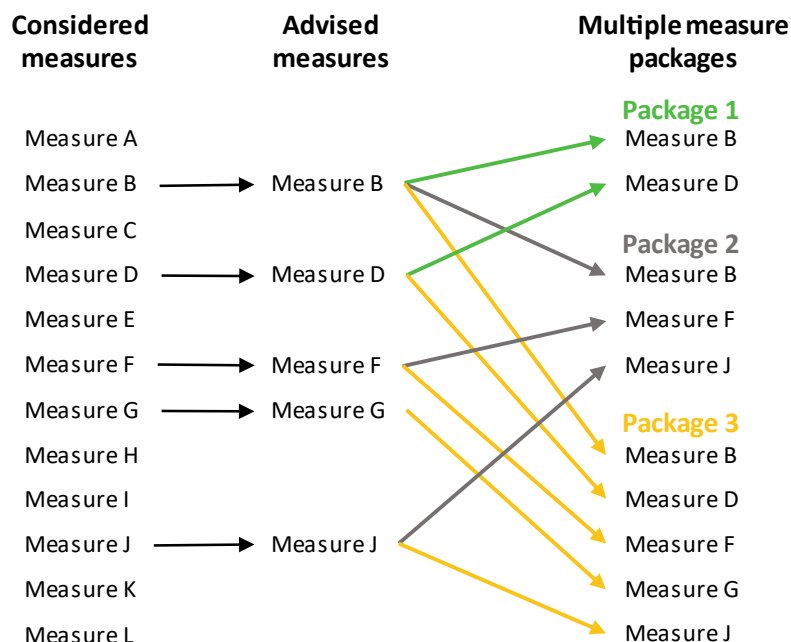 Considered
measures
Measure A
Measure B
Measure C
Measure D
Measure E
Measure F
Measure G
Measure H
Measure I
Measure J
Measure K
Measure L
Advised
measures
Measure B
Measure D
Measure F
Measure G
Measure J
Multiple measure
packages
Package 1
Measure B
Measure D
Package 2
Measure B
Measure F
Measure J
Package 3
Measure B
Measure D
Measure F
Measure G
Measure J